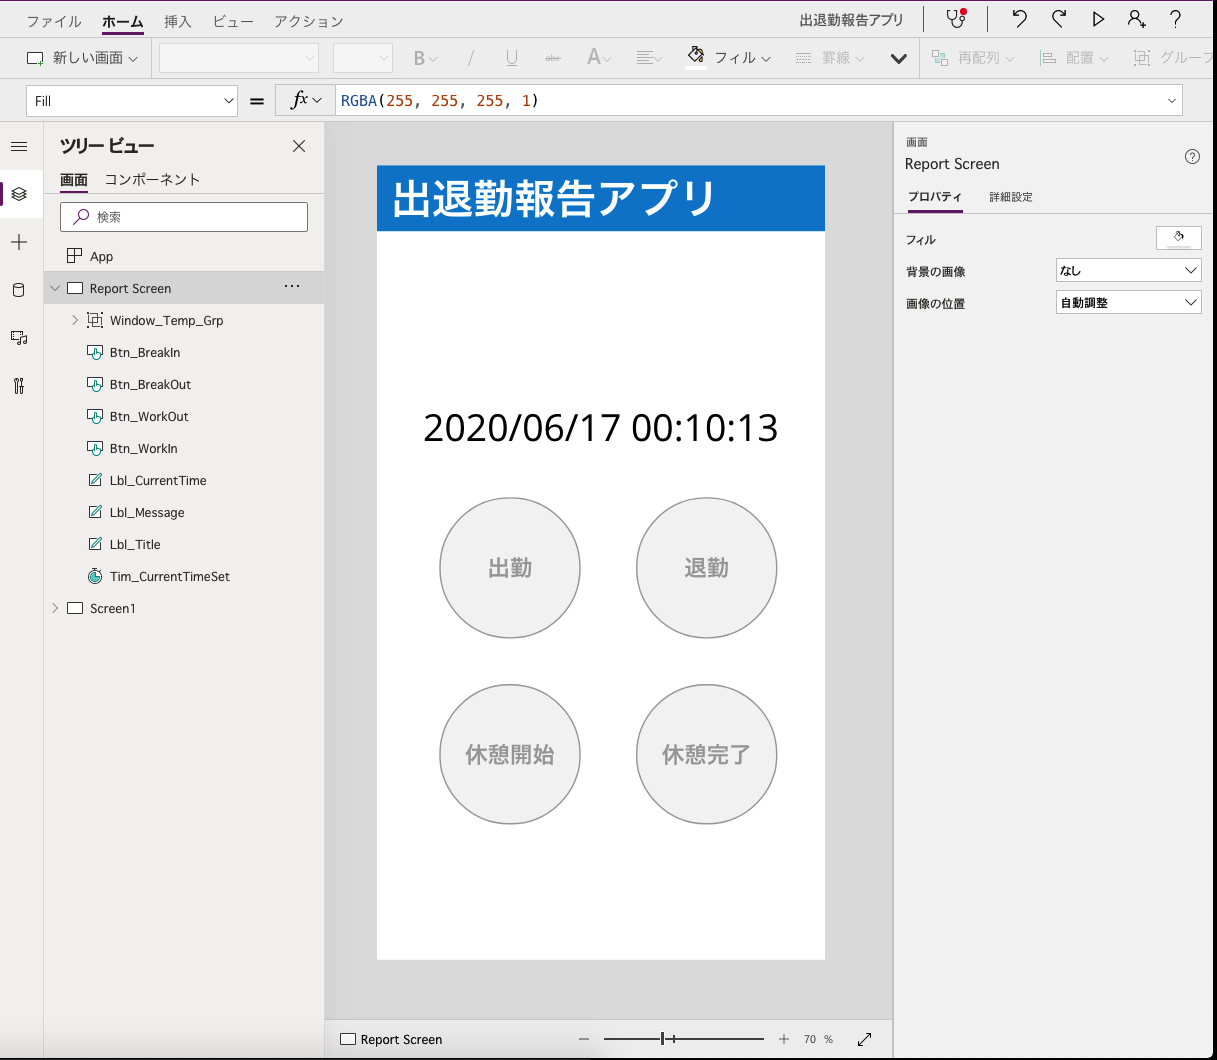 ファイル ホーム 挿入 ビュー アクション 出退勤報告アプリ
新しい画面 B / U abc A フィル 罫線 再配列 配置 グループ
Fill = fx RGBA(255, 255, 255, 1)
ツリー ビュー
画面 コンポーネント
検索
App
Report Screen ...
Window_Temp_Grp
Btn_BreakIn
Btn_BreakOut
Btn_WorkOut
Btn_WorkIn
Lbl_CurrentTime
Lbl_Message
Lbl_Title
Tim_CurrentTimeSet
Screen1
出退勤報告アプリ
2020/06/17 00:10:13
出勤 退勤
休憩開始 休憩完了
Report Screen 70 %
画面
Report Screen
プロパティ 詳細設定
フィル
背景の画像 なし
画像の位置 自動調整